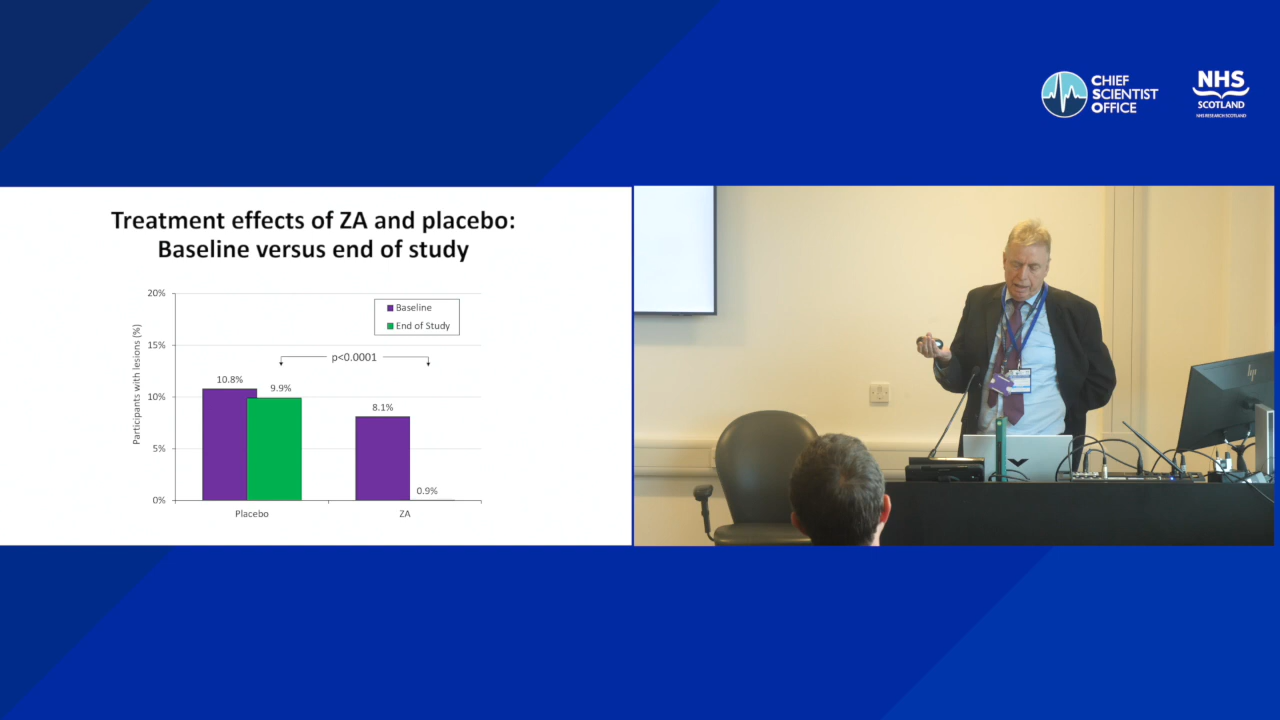 CHIEF
SCIENTIST
OFFICE
NHS
SCOTLAND
NHS RESEARCH SCOTLAND
Treatment effects of ZA and placebo:
Baseline versus end of study
20%
15%
10%
5%
0%
Participants with lesions (%)
Baseline
End of Study
p<0.0001
10.8%
9.9%
8.1%
0.9%
Placebo
ZA
hp